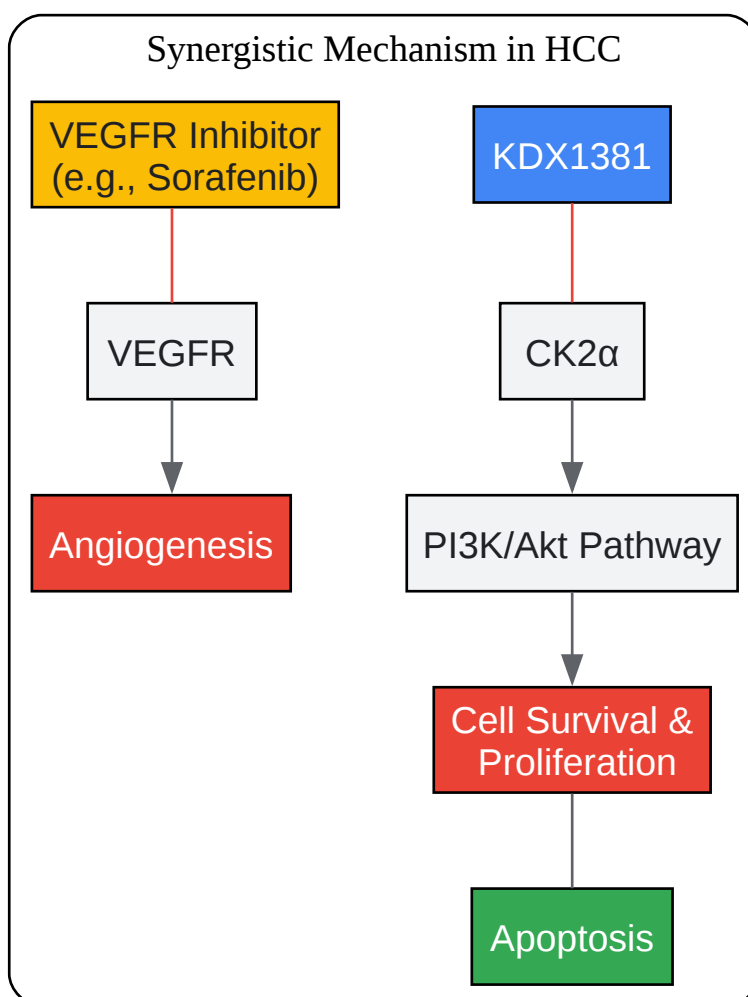 Synergistic Mechanism in HCC
VEGFR Inhibitor
(e.g., Sorafenib)
KDX1381
VEGFR
CK2α
Angiogenesis
PI3K/Akt Pathway
Cell Survival &
Proliferation
Apoptosis